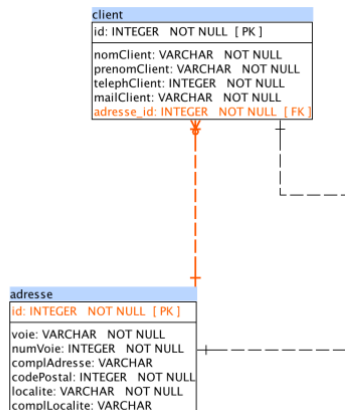 client
id: INTEGER NOT NULL [ PK ]
nomClient: VARCHAR NOT NULL
prenomClient: VARCHAR NOT NULL
telephClient: INTEGER NOT NULL
mailClient: VARCHAR NOT NULL
adresse_id: INTEGER NOT NULL [ FK ]
adresse
id: INTEGER NOT NULL [ PK ]
voie: VARCHAR NOT NULL
numVoie: INTEGER NOT NULL
complAdresse: VARCHAR
codePostal: INTEGER NOT NULL
localite: VARCHAR NOT NULL
complLocalite: VARCHAR